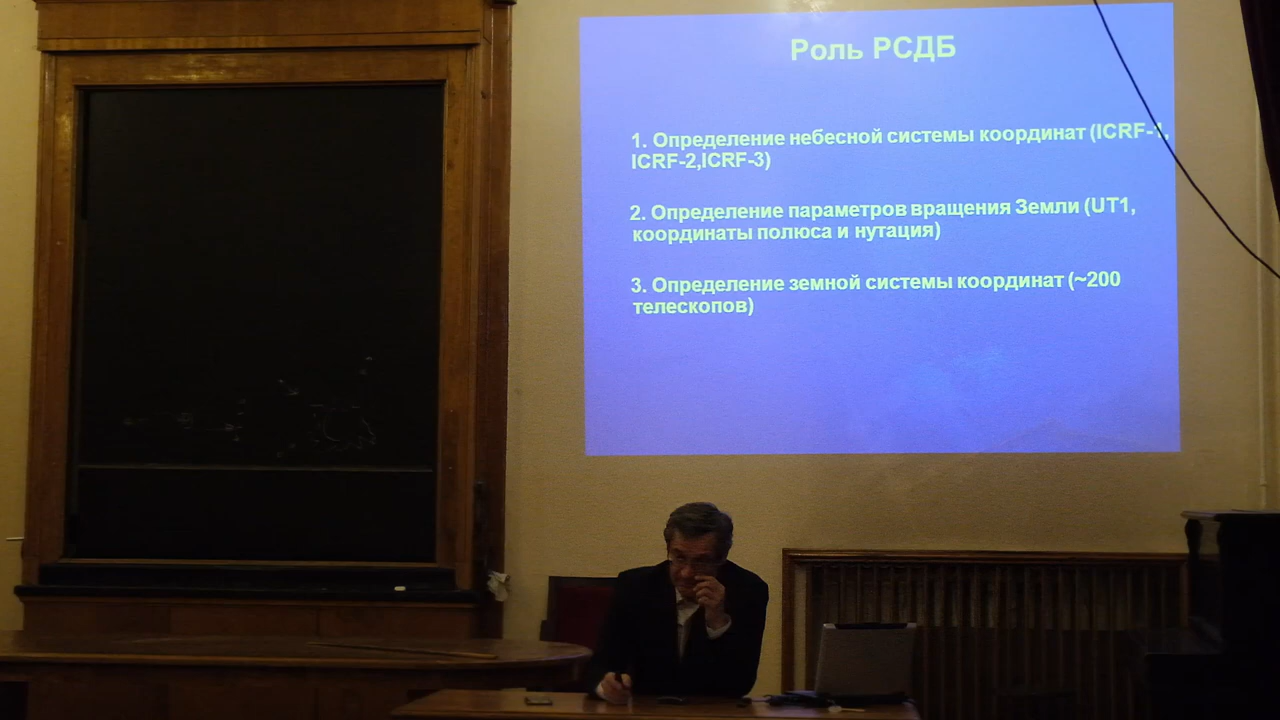 Роль РСДБ
1. Определение небесной системы координат (ICRF-1,
ICRF-2,ICRF-3)
2. Определение параметров вращения Земли (UT1,
координаты полюса и нутация)
3. Определение земной системы координат (~200
телескопов)